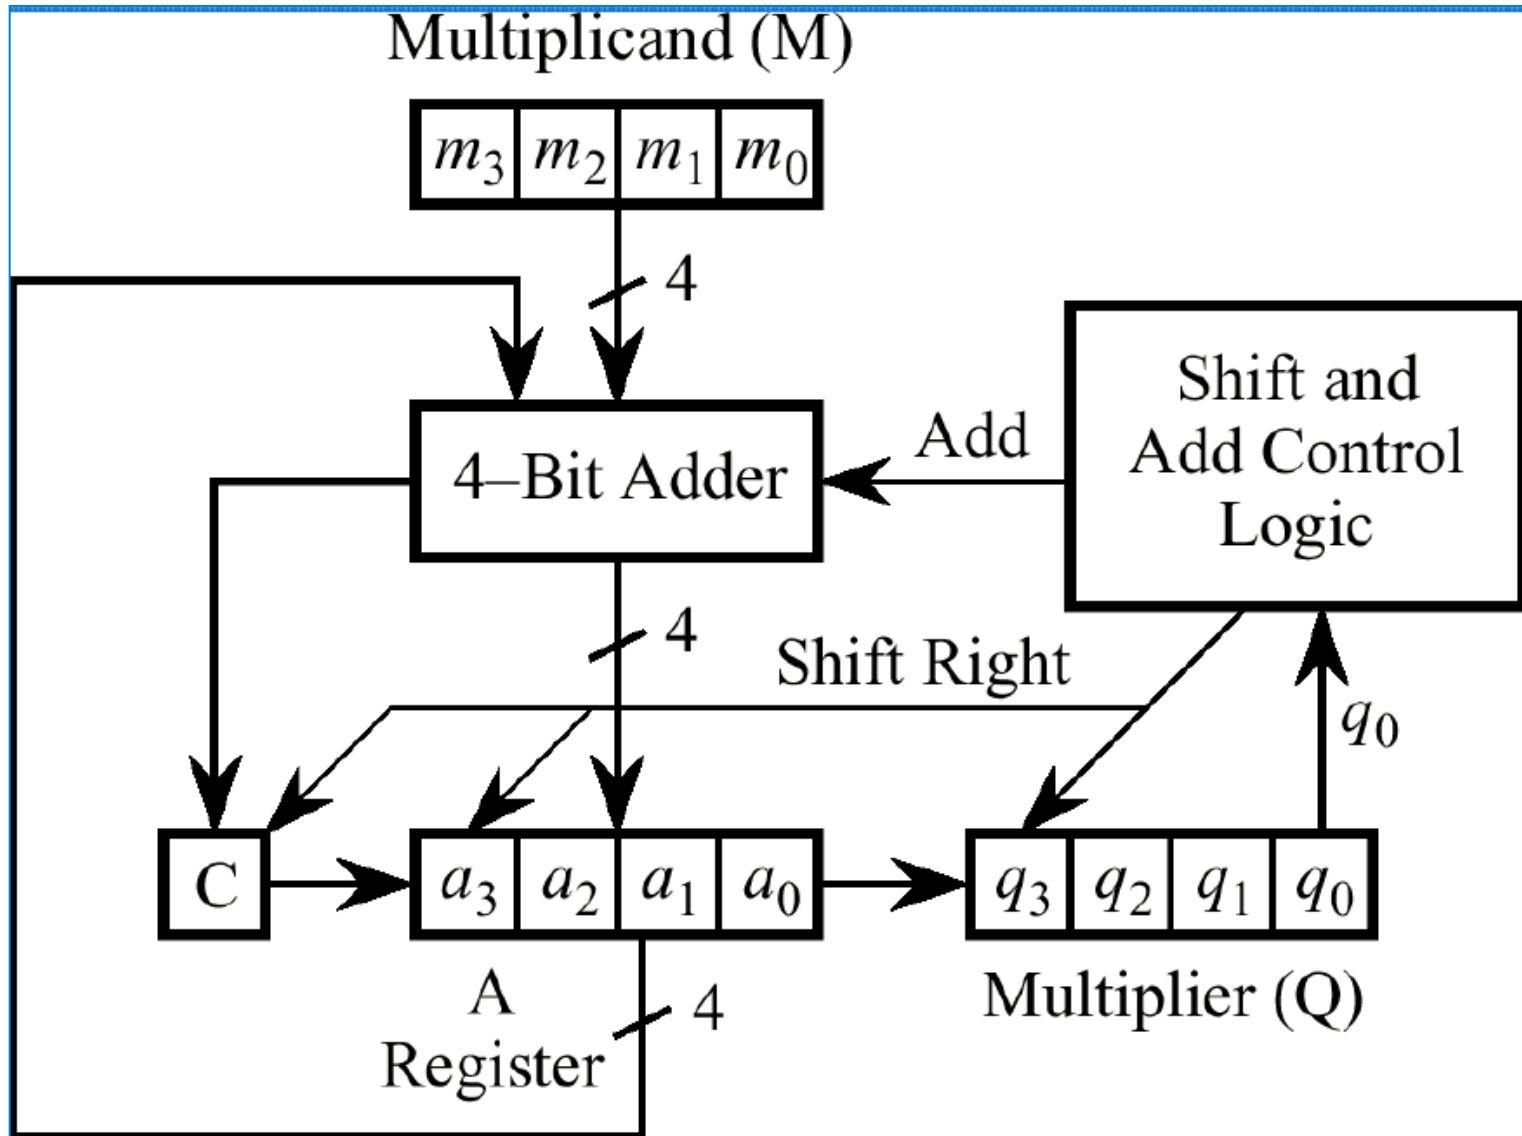 Multiplicand (M)
m3 m2 m1 m0
4
Shift and
Add Control
Logic
Add
4–Bit Adder
4
Shift Right
q0
C
a3 a2 a1 a0
q3 q2 q1 q0
A
Register
4
Multiplier (Q)